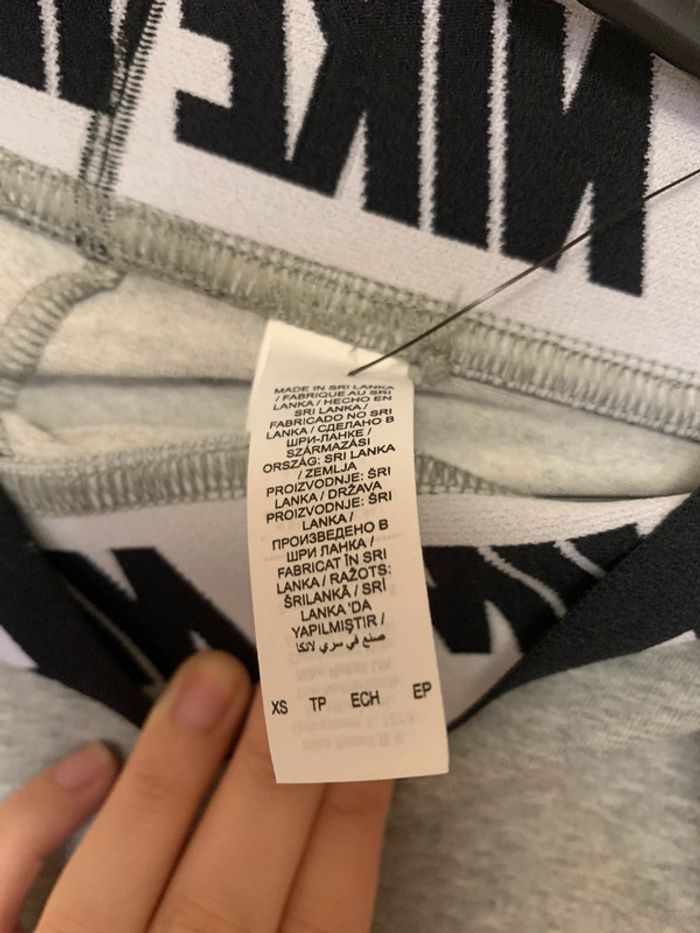 NIKE
MADE IN SRI LANKA
/ FABRIQUE AU SRI
LANKA / HECHO EN
SRI LANKA /
FABRICADO NO SRI
LANKA / СДЕЛАНО В
ШРИ-ЛАНКЕ /
SZÁRMAZÁSI
ORSZÁG: SRI LANKA
/ ZEMLJA
PROIZVODNJE: ŠRI
LANKA / DRŽAVA
PROIZVODNJE: ŠRI
LANKA /
ПРОИЗВЕДЕНО В
ШРИ ЛАНКА /
FABRICAT ÎN SRI
LANKA / RAŽOTS:
ŠRILANKĀ / SRİ
LANKA 'DA
YAPILMIŞTIR /
صنع في سري لانكا
XS TP ECH EP